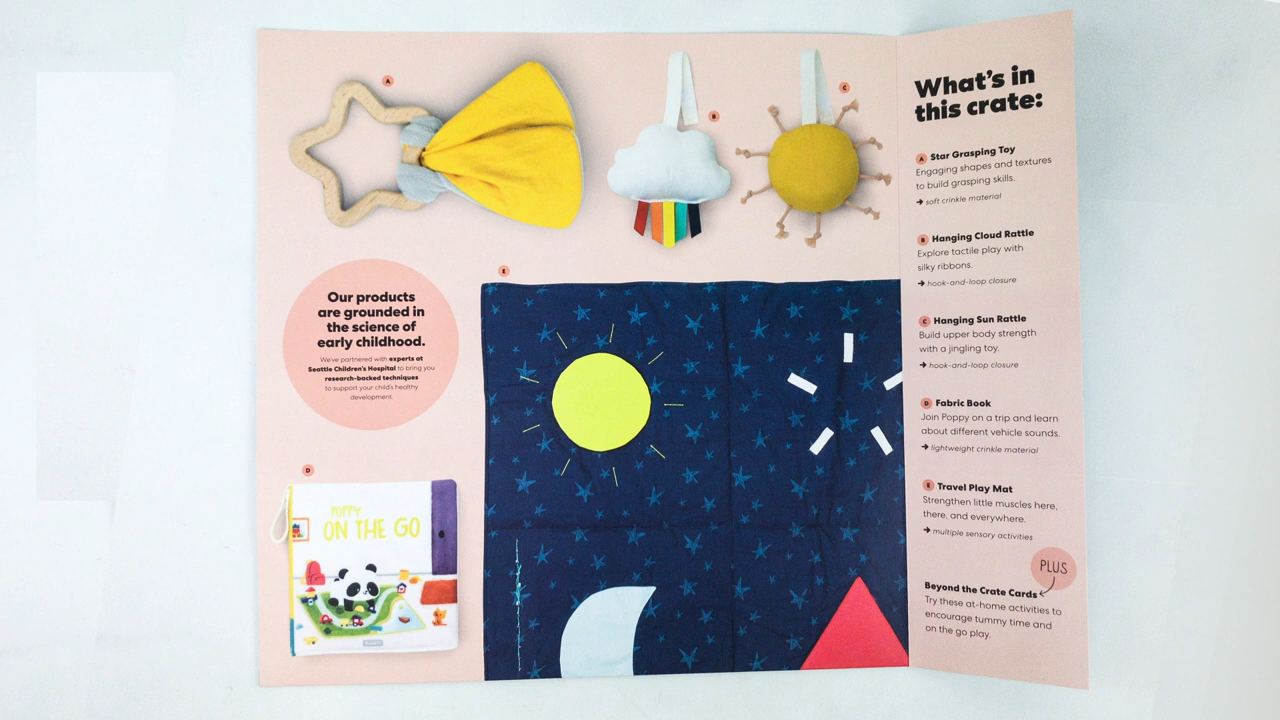 A
B
C
What's in
this crate:
A Star Grasping Toy
Engaging shapes and textures
to build grasping skills.
→ soft crinkle material
B Hanging Cloud Rattle
Explore tactile play with
silky ribbons.
→ hook-and-loop closure
C Hanging Sun Rattle
Build upper body strength
with a jingling toy.
→ hook-and-loop closure
D Fabric Book
Join Poppy on a trip and learn
about different vehicle sounds.
→ lightweight crinkle material
E Travel Play Mat
Strengthen little muscles here,
there, and everywhere.
→ multiple sensory activities
PLUS
Beyond the Crate Cards
Try these at-home activities to
encourage tummy time and
on the go play.
E
Our products
are grounded in
the science of
early childhood.
We've partnered with experts at
Seattle Children's Hospital to bring you
research-backed techniques
to support your child's healthy
development.
D
POPPY
ON THE GO